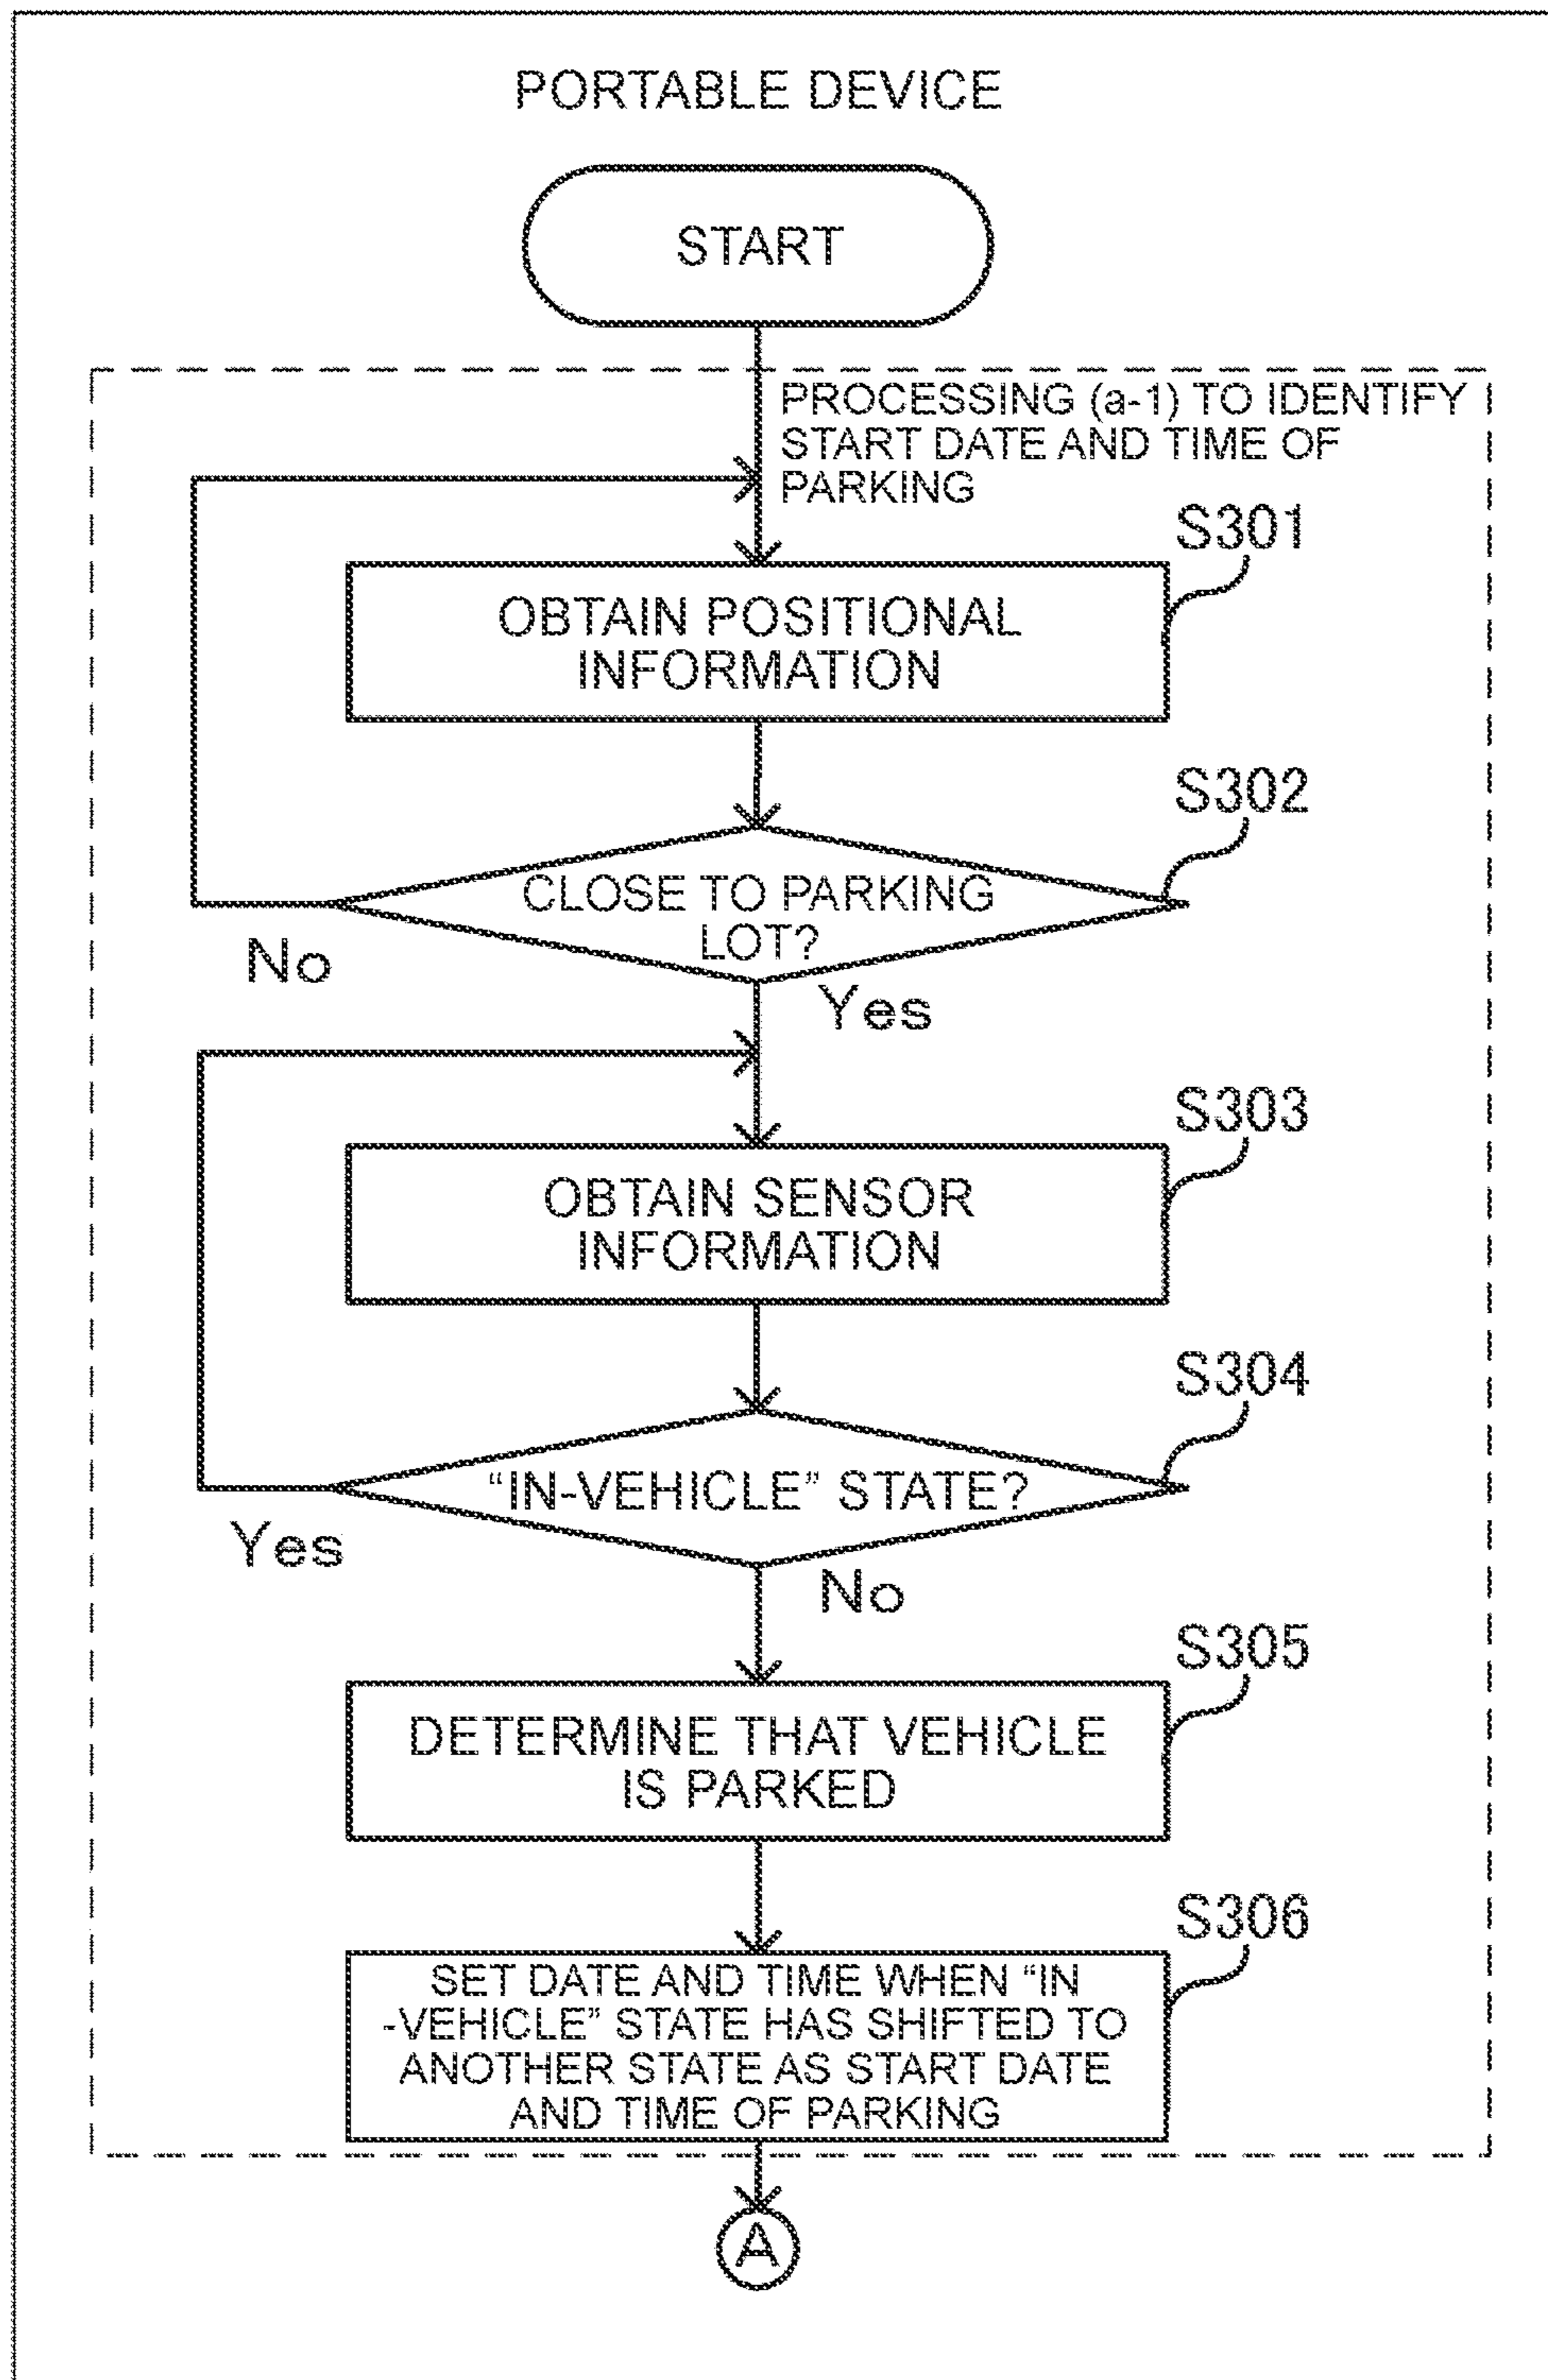 PORTABLE DEVICE
START
PROCESSING (a-1) TO IDENTIFY
START DATE AND TIME OF
PARKING
S301
OBTAIN POSITIONAL
INFORMATION
S302
CLOSE TO PARKING
LOT?
No
Yes
S303
OBTAIN SENSOR
INFORMATION
S304
“IN-VEHICLE” STATE?
Yes
No
S305
DETERMINE THAT VEHICLE
IS PARKED
S306
SET DATE AND TIME WHEN “IN
-VEHICLE” STATE HAS SHIFTED TO
ANOTHER STATE AS START DATE
AND TIME OF PARKING
A